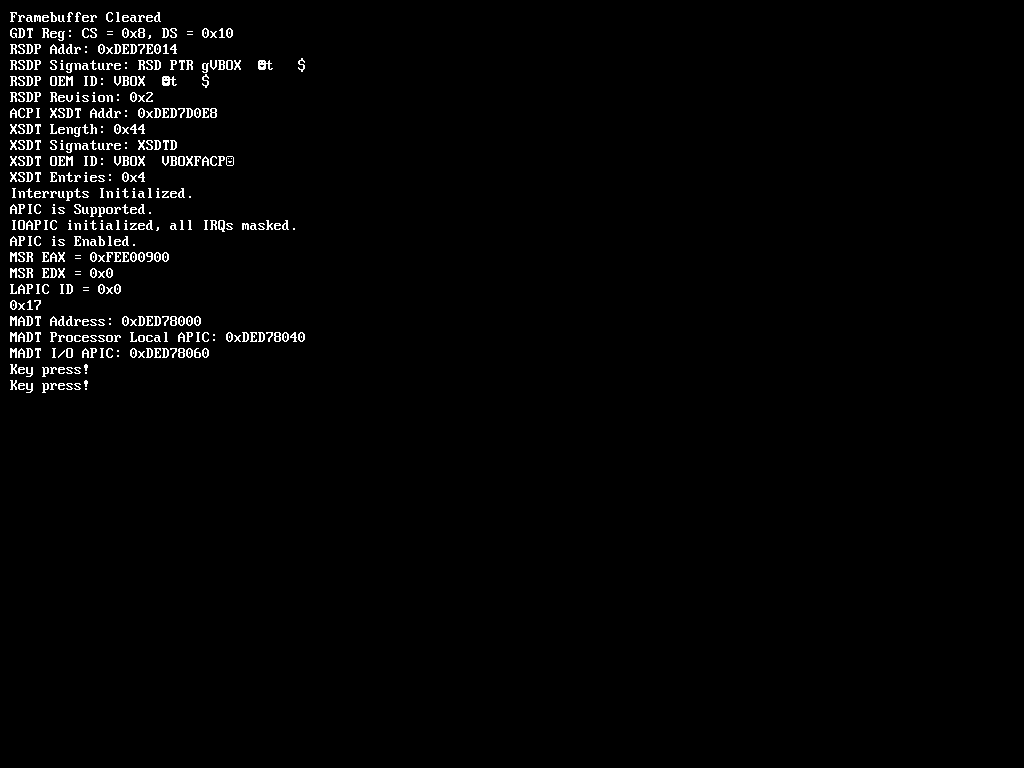 Framebuffer Cleared
GDT Reg: CS = 0x8, DS = 0x10
RSDP Addr: 0xDED7E014
RSDP Signature: RSD PTR gVBOX  ☻t   $
RSDP OEM ID: VBOX  ☻t   $
RSDP Revision: 0x2
ACPI XSDT Addr: 0xDED7D0E8
XSDT Length: 0x44
XSDT Signature: XSDTD
XSDT OEM ID: VBOX  VBOXFACP☺
XSDT Entries: 0x4
Interrupts Initialized.
APIC is Supported.
IOAPIC initialized, all IRQs masked.
APIC is Enabled.
MSR EAX = 0xFEE00900
MSR EDX = 0x0
LAPIC ID = 0x0
0x17
MADT Address: 0xDED78000
MADT Processor Local APIC: 0xDED78040
MADT I/O APIC: 0xDED78060
Key press!
Key press!